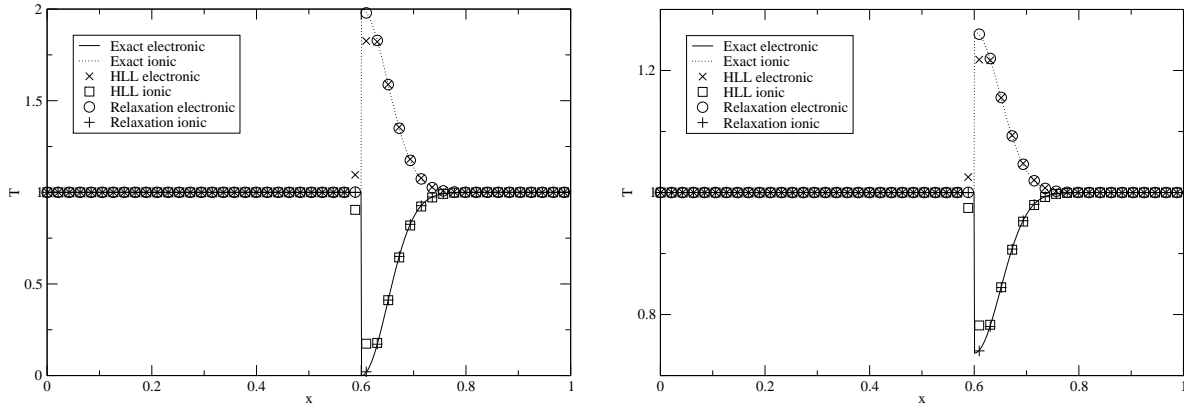 2
1.5
1
0.5
0
T
Exact electronic
Exact ionic
HLL electronic
HLL ionic
Relaxation electronic
Relaxation ionic
0 0.2 0.4 0.6 0.8 1
x
1.2
1
0.8
T
Exact electronic
Exact ionic
HLL electronic
HLL ionic
Relaxation electronic
Relaxation ionic
0 0.2 0.4 0.6 0.8 1
x